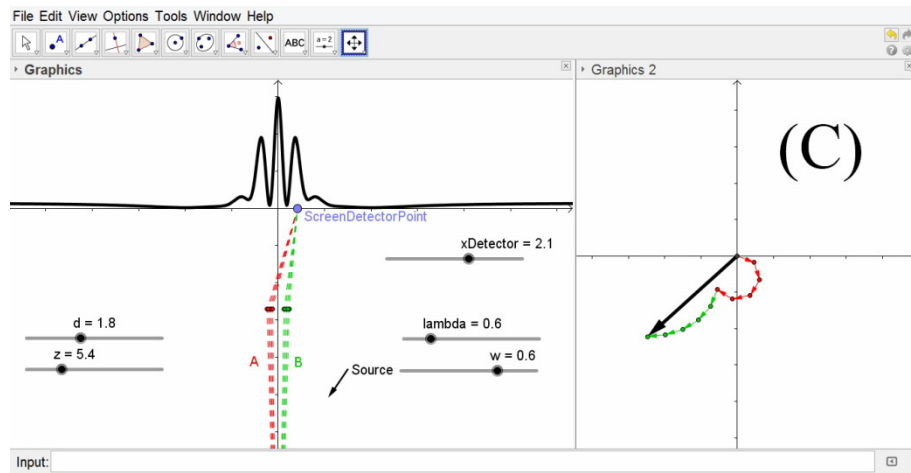 File Edit View Options Tools Window Help
ABC a=2
Graphics
Graphics 2
(C)
ScreenDetectorPoint
xDetector = 2.1
d = 1.8
lambda = 0.6
z = 5.4
w = 0.6
A
B
Source
Input: